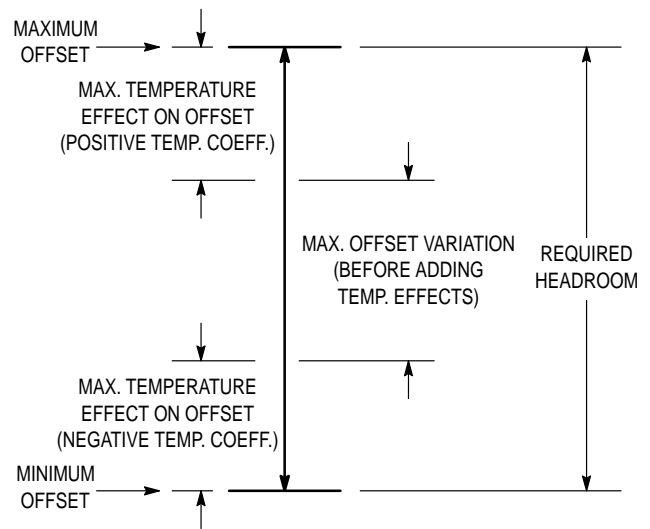 MAXIMUM
OFFSET
MAX. TEMPERATURE
EFFECT ON OFFSET
(POSITIVE TEMP. COEFF.)
MAX. OFFSET VARIATION
(BEFORE ADDING
TEMP. EFFECTS)
REQUIRED
HEADROOM
MAX. TEMPERATURE
EFFECT ON OFFSET
(NEGATIVE TEMP. COEFF.)
MINIMUM
OFFSET